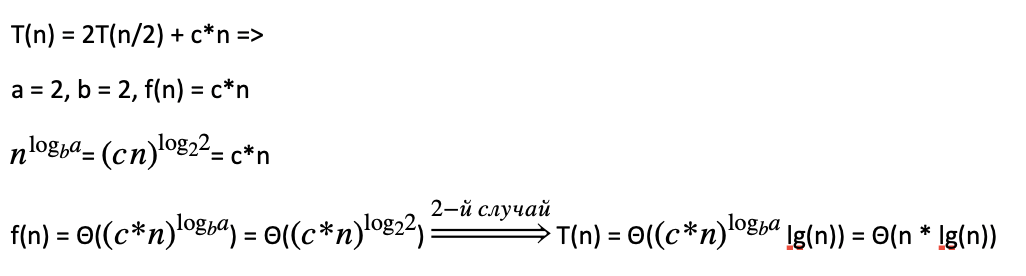 T(n) = 2T(n/2) + c*n =>
a = 2, b = 2, f(n) = c*n
n^{log_b a} = (cn)^{log_2 2} = c*n
f(n) = Θ((c*n)^{log_b a}) = Θ((c*n)^{log_2 2}) 2−й случай ⟹ T(n) = Θ((c*n)^{log_b a} lg(n)) = Θ(n * lg(n))